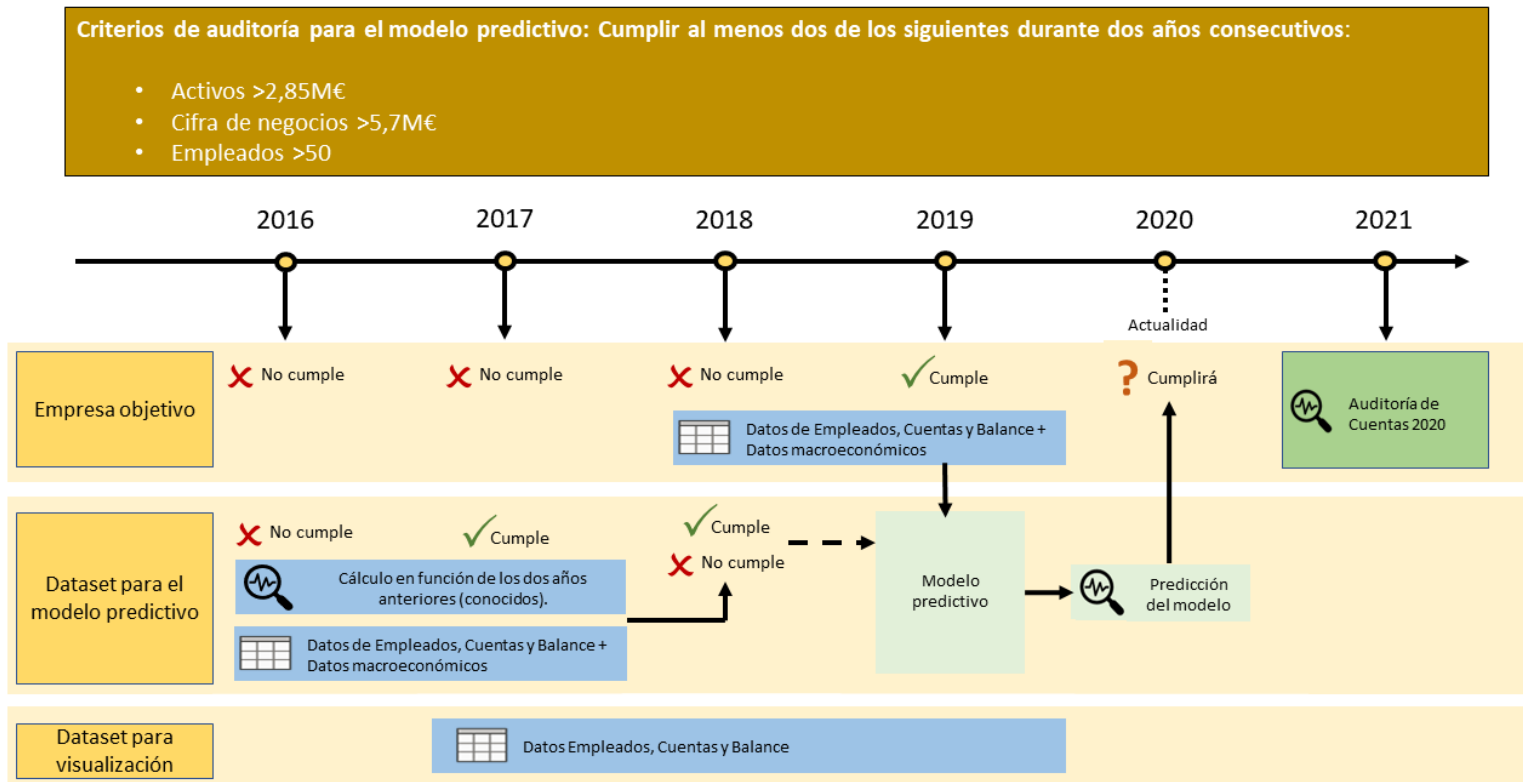 Criterios de auditoría para el modelo predictivo: Cumplir al menos dos de los siguientes durante dos años consecutivos:
• Activos >2,85M€
• Cifra de negocios >5,7M€
• Empleados >50
2016
2017
2018
2019
2020
2021
Actualidad
Empresa objetivo
No cumple
No cumple
No cumple
Cumple
? Cumplirá
Auditoría de
Cuentas 2020
Datos de Empleados, Cuentas y Balance +
Datos macroeconómicos
Dataset para el
modelo predictivo
No cumple
Cumple
Cumple
No cumple
Cálculo en función de los dos años
anteriores (conocidos).
Datos de Empleados, Cuentas y Balance +
Datos macroeconómicos
Modelo
predictivo
Predicción
del modelo
Dataset para
visualización
Datos Empleados, Cuentas y Balance